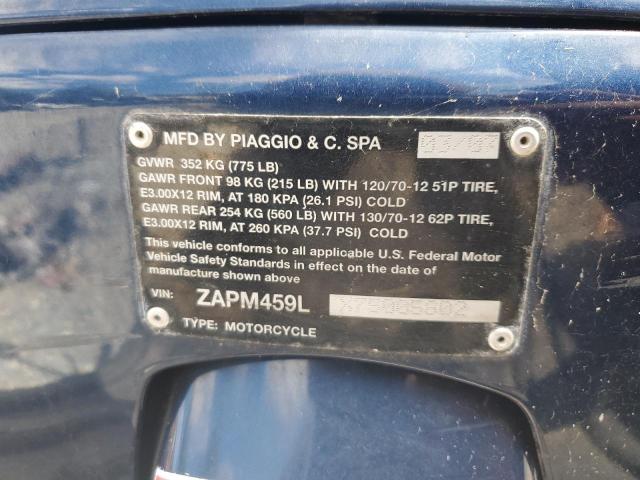 MFD BY PIAGGIO & C. SPA
GVWR 352 KG (775 LB)
GAWR FRONT 98 KG (215 LB) WITH 120/70-12 51P TIRE,
E3.00X12 RIM, AT 180 KPA (26.1 PSI) COLD
GAWR REAR 254 KG (560 LB) WITH 130/70-12 62P TIRE,
E3.00X12 RIM, AT 260 KPA (37.7 PSI) COLD
This vehicle conforms to all applicable U.S. Federal Motor
Vehicle Safety Standards in effect on the date of
manufacture shown above
VIN: ZAPM459L
TYPE: MOTORCYCLE